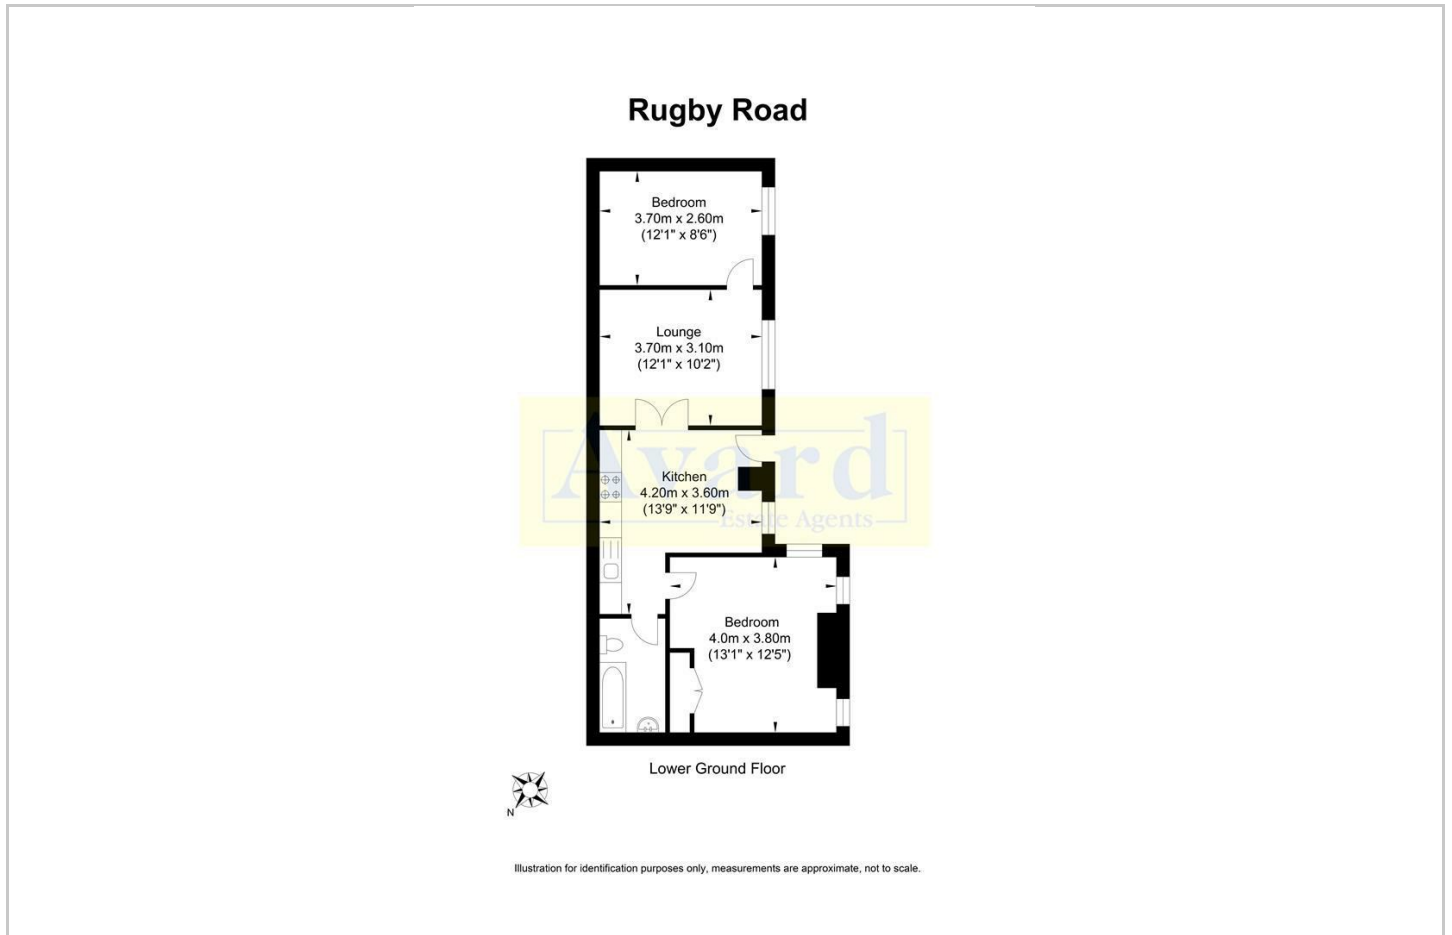 Rugby Road
Bedroom
3.70m x 2.60m
(12'1" x 8'6")
Lounge
3.70m x 3.10m
(12'1" x 10'2")
Avard
Estate Agents
Kitchen
4.20m x 3.60m
(13'9" x 11'9")
Bedroom
4.0m x 3.80m
(13'1" x 12'5")
Lower Ground Floor
N
Illustration for identification purposes only, measurements are approximate, not to scale.